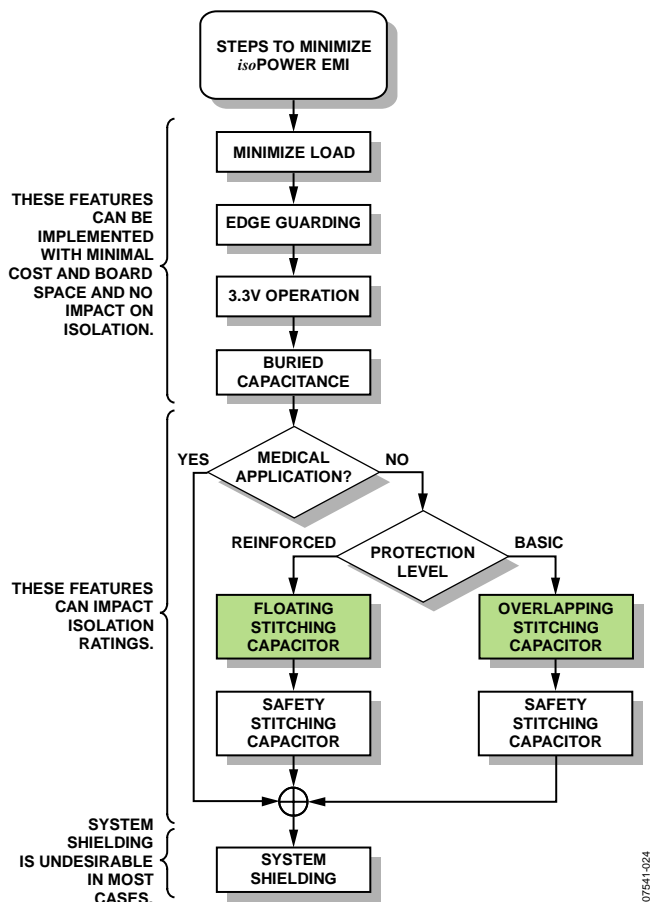 STEPS TO MINIMIZE
isoPOWER EMI
MINIMIZE LOAD
EDGE GUARDING
3.3V OPERATION
BURIED
CAPACITANCE
THESE FEATURES
CAN BE
IMPLEMENTED
WITH MINIMAL
COST AND BOARD
SPACE AND NO
IMPACT ON
ISOLATION.
YES
MEDICAL
APPLICATION?
NO
REINFORCED
PROTECTION
LEVEL
BASIC
FLOATING
STITCHING
CAPACITOR
OVERLAPPING
STITCHING
CAPACITOR
SAFETY
STITCHING
CAPACITOR
SAFETY
STITCHING
CAPACITOR
THESE FEATURES
CAN IMPACT
ISOLATION
RATINGS.
SYSTEM
SHIELDING
IS UNDESIRABLE
IN MOST
CASES.
SYSTEM
SHIELDING
07541-024